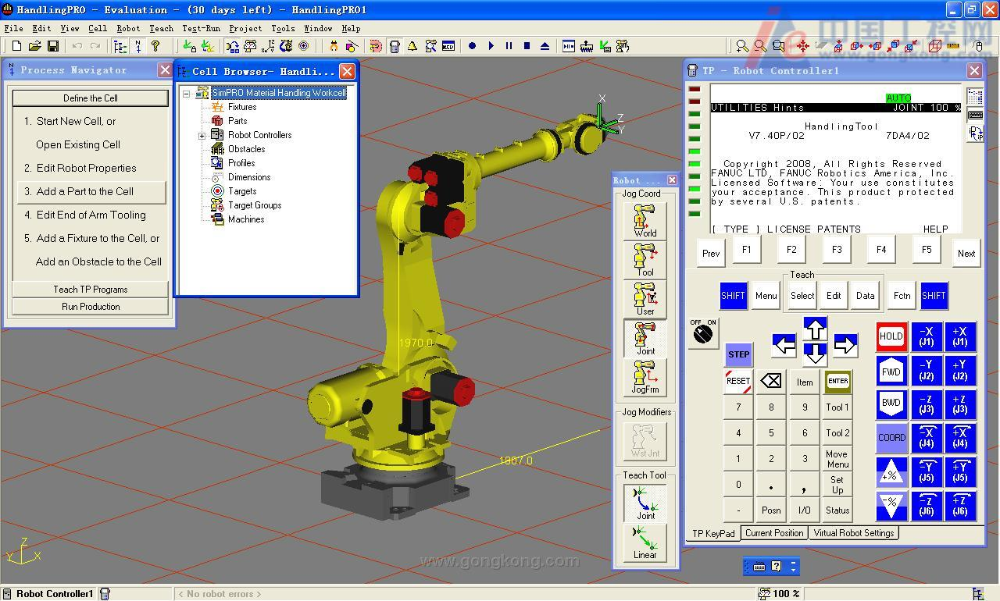 HandlingPRO - Evaluation - (30 days left) - HandlingPRO1
File Edit View Cell Robot Teach Test-Run Project Tools Window Help
中国工控网
www.gongkong.com
Process Navigator
Define the Cell
1. Start New Cell, or
Open Existing Cell
2. Edit Robot Properties
3. Add a Part to the Cell
4. Edit End of Arm Tooling
5. Add a Fixture to the Cell, or
Add an Obstacle to the Cell
Teach TP Programs
Run Production
Cell Browser- Handli...
SimPRO Material Handling Workcell
Fixtures
Parts
Robot Controllers
Obstacles
Profiles
Dimensions
Targets
Target Groups
Machines
X
Z
Y
1970.0
1807.0
Z
Y X
www.gongkong.com
Robot ...
Jog Coord
World
Tool
User
Joint
JogFrm
Jog Modifiers
Wst Jnt
Teach Tool
Joint
Linear
TP - Robot Controller1
AUTO
UTILITIES Hints JOINT 100 %
HandlingTool
V7.40P/02 7DA4/02
Copyright 2008, All Rights Reserved
FANUC LTD, FANUC Robotics America, Inc.
Licensed Software: Your use constitutes
your acceptance. This product protected
by several U.S. patents.
[ TYPE ] LICENSE PATENTS HELP
Prev F1 F2 F3 F4 F5 Next
Teach
SHIFT Menu Select Edit Data Fctn SHIFT
OFF ON
STEP
HOLD -X (J1) +X (J1)
RESET Item ENTER
FWD -Y (J2) +Y (J2)
7 8 9 Tool 1
BWD -Z (J3) +Z (J3)
4 5 6 Tool 2
COORD -X (J4) +X (J4)
1 2 3 Move Menu
+% -Y (J5) +Y (J5)
0 . , Set Up
-% -Z (J6) +Z (J6)
- Posn I/O Status
TP KeyPad Current Position Virtual Robot Settings
Robot Controller1 < No robot errors > 100 %